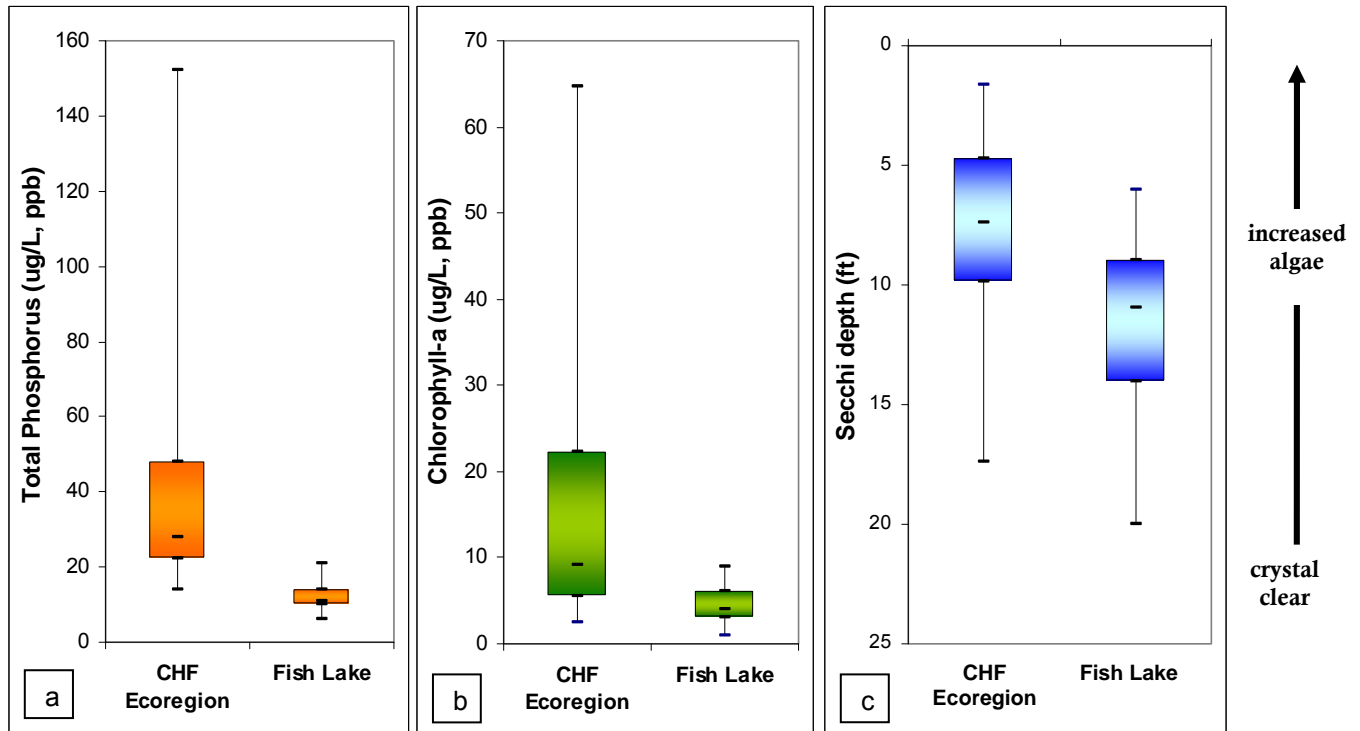 Total Phosphorus (ug/L, ppb)
160
140
120
100
80
60
40
20
0
CHF
Ecoregion
Fish Lake
a
Chlorophyll-a (ug/L, ppb)
70
60
50
40
30
20
10
0
CHF
Ecoregion
Fish Lake
b
Secchi depth (ft)
0
5
10
15
20
25
CHF
Ecoregion
Fish Lake
c
increased
algae
crystal
clear